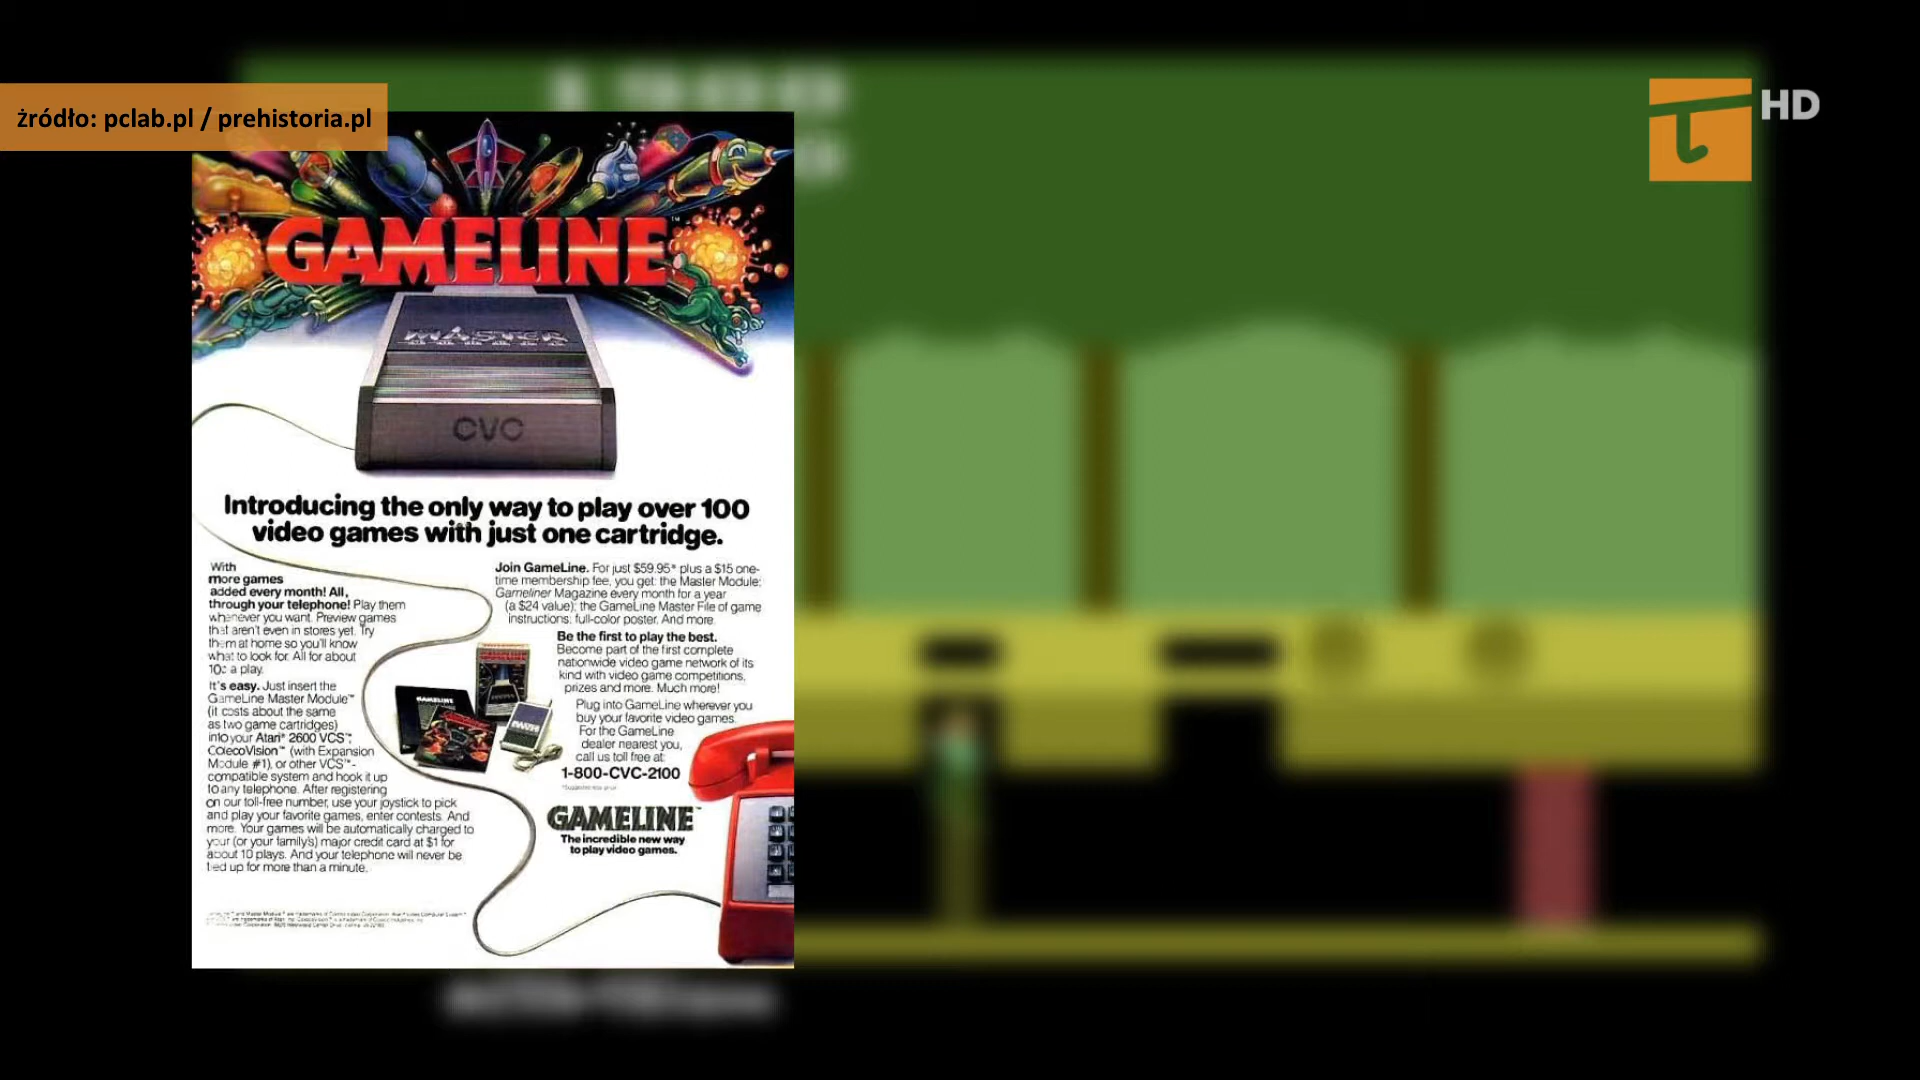 żródło: pclab.pl / prehistoria.pl
HD
GAMELINE™
MASTER
CVC
Introducing the only way to play over 100
video games with just one cartridge.
With
more games
added every month! All,
through your telephone! Play them
whenever you want. Preview games
that aren't even in stores yet. Try
them at home so you'll know
what to look for. All for about
10¢ a play.
It's easy. Just insert the
GameLine Master Module™
(it costs about the same
as two game cartridges)
into your Atari® 2600 VCS™,
ColecoVision™ (with Expansion
Module #1), or other VCS™-
compatible system and hook it up
to any telephone. After registering
on our toll-free number, use your joystick to pick
and play your favorite games, enter contests. And
more. Your games will be automatically charged to
your (or your family's) major credit card at $1 for
about 10 plays. And your telephone will never be
tied up for more than a minute.
Join GameLine. For just $59.95* plus a $15 one-
time membership fee, you get: the Master Module;
Gameliner Magazine every month for a year
(a $24 value); the GameLine Master File of game
instructions; full-color poster. And more.
Be the first to play the best.
Become part of the first complete
nationwide video game network of its
kind with video game competitions,
prizes and more. Much more!
Plug into GameLine wherever you
buy your favorite video games.
For the GameLine
dealer nearest you,
call us toll free at:
1-800-CVC-2100
GAMELINE
GAMELINE™
The incredible new way
to play video games.